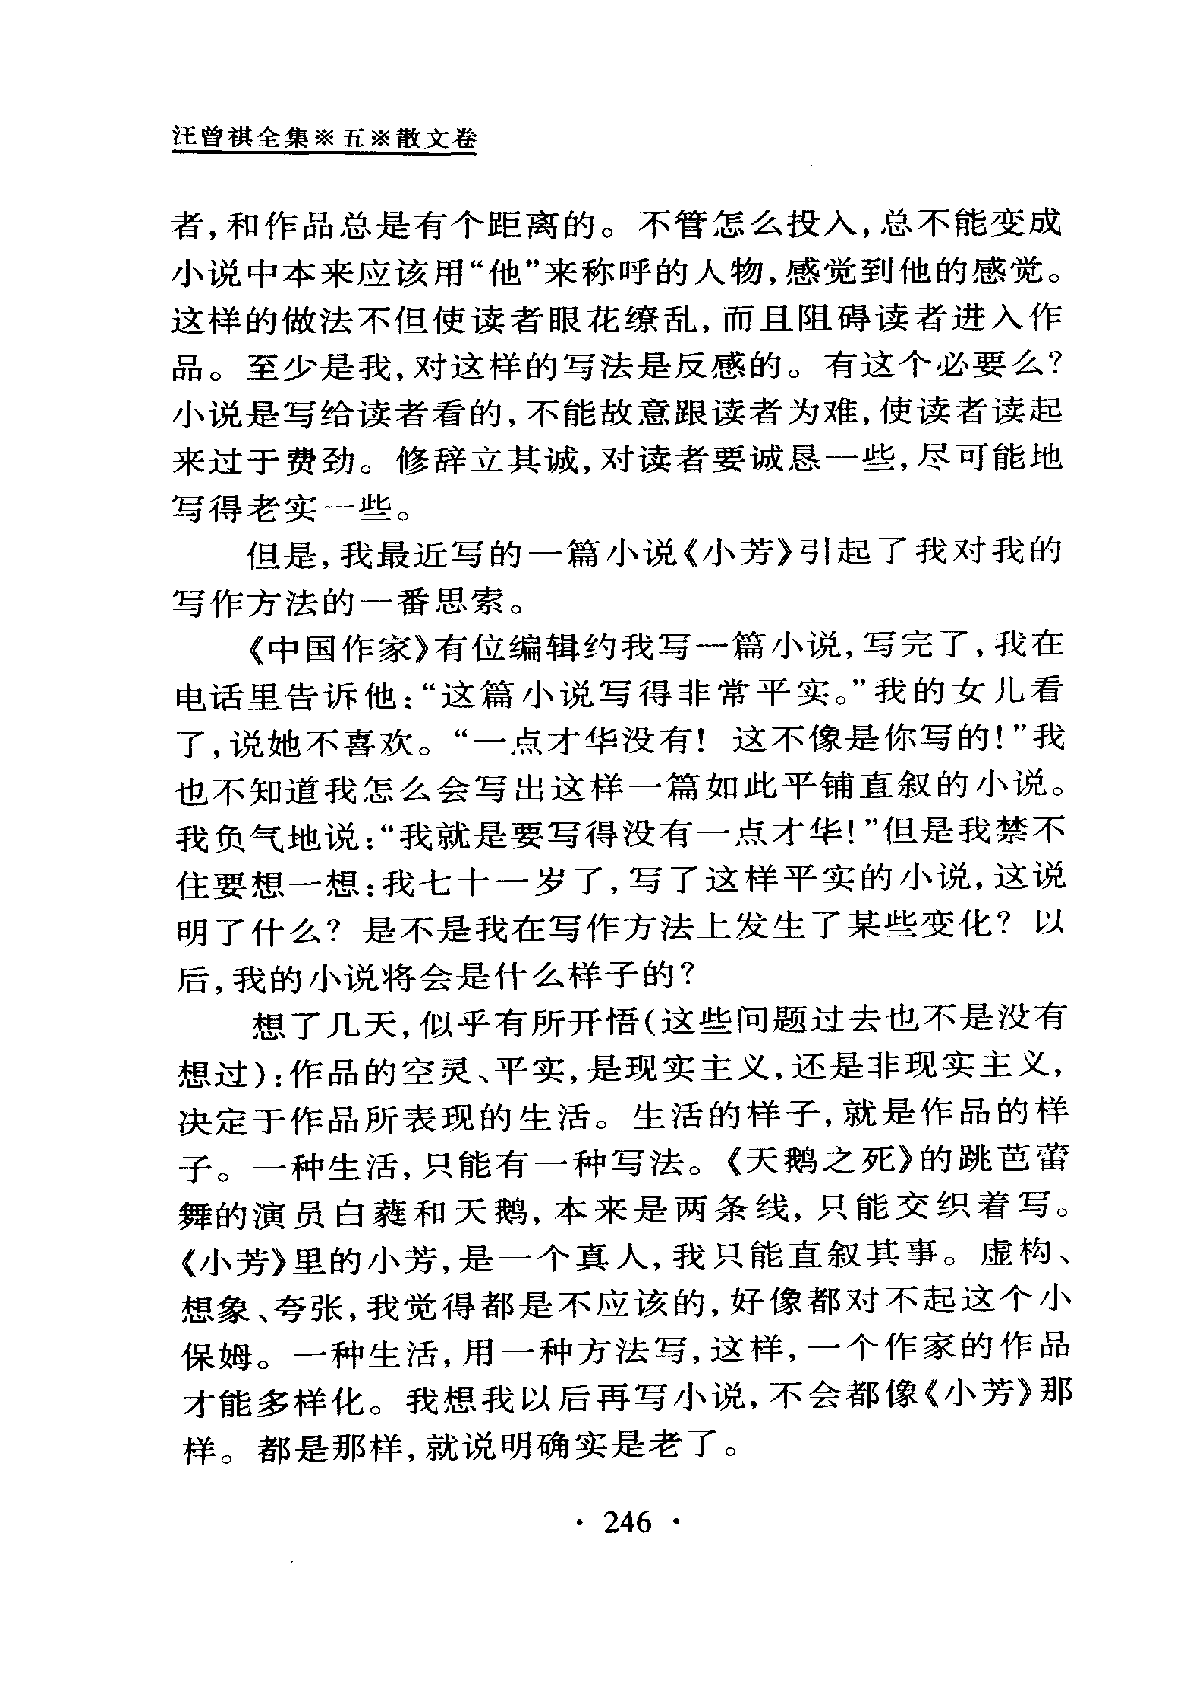 汪曾祺全集※五※散文卷
者,和作品总是有个距离的。不管怎么投入,总不能变成
小说中本来应该用“他”来称呼的人物,感觉到他的感觉。
这样的做法不但使读者眼花缭乱,而且阻碍读者进入作
品。至少是我,对这样的写法是反感的。有这个必要么?
小说是写给读者看的,不能故意跟读者为难,使读者读起
来过于费劲。修辞立其诚,对读者要诚恳一些,尽可能地
写得老实一些。
但是,我最近写的一篇小说《小芳》引起了我对我的
写作方法的一番思索。
《中国作家》有位编辑约我写一篇小说,写完了,我在
电话里告诉他:“这篇小说写得非常平实。”我的女儿看
了,说她不喜欢。“一点才华没有!这不像是你写的!”我
也不知道我怎么会写出这样一篇如此平铺直叙的小说。
我负气地说:“我就是要写得没有一点才华!”但是我禁不
住要想一想:我七十一岁了,写了这样平实的小说,这说
明了什么?是不是我在写作方法上发生了某些变化?以
后,我的小说将会是什么样子的?
想了几天,似乎有所开悟(这些问题过去也不是没有
想过):作品的空灵、平实,是现实主义,还是非现实主义,
决定于作品所表现的生活。生活的样子,就是作品的样
子。一种生活,只能有一种写法。《天鹅之死》的跳芭蕾
舞的演员白蕤和天鹅,本来是两条线,只能交织着写。
《小芳》里的小芳,是一个真人,我只能直叙其事。虚构、
想象、夸张,我觉得都是不应该的,好像都对不起这个小
保姆。一种生活,用一种方法写,这样,一个作家的作品
才能多样化。我想我以后再写小说,不会都像《小芳》那
样。都是那样,就说明确实是老了。
· 246 ·